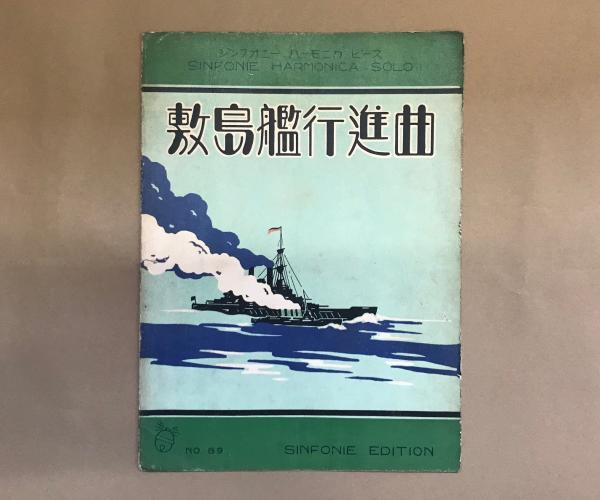 シンフオニー ハーモニカ ピース
SINFONIE HARMONICA SOLO
敷島艦行進曲
NO 89
SINFONIE EDITION